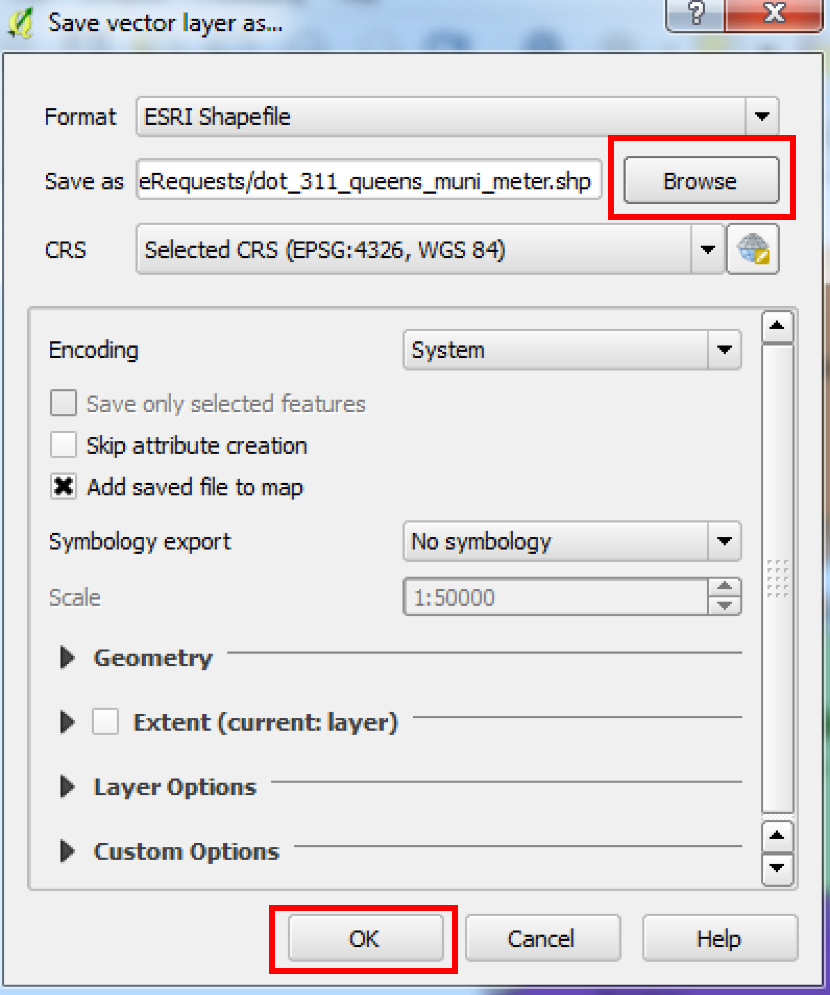 Save vector layer as...
?
Format ESRI Shapefile
Save as eRequests/dot_311_queens_muni_meter.shp Browse
CRS Selected CRS (EPSG:4326, WGS 84)
Encoding System
Save only selected features
Skip attribute creation
Add saved file to map
Symbology export No symbology
Scale 1:50000
Geometry
Extent (current: layer)
Layer Options
Custom Options
OK Cancel Help